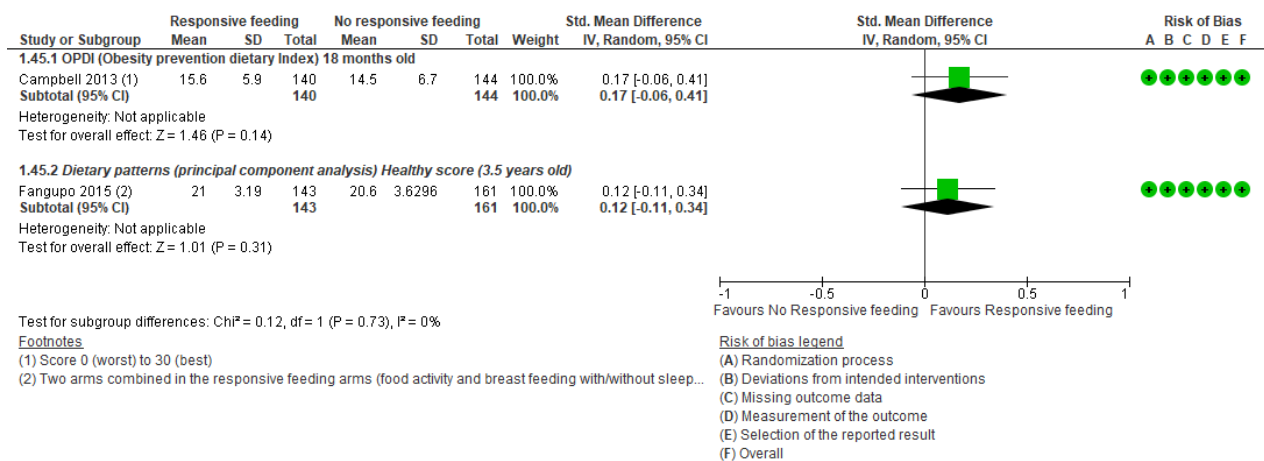 Responsive feeding No responsive feeding Std. Mean Difference Std. Mean Difference Risk of Bias
Study or Subgroup Mean SD Total Mean SD Total Weight IV, Random, 95% CI IV, Random, 95% CI A B C D E F
1.45.1 OPDI (Obesity prevention dietary Index) 18 months old
Campbell 2013 (1) 15.6 5.9 140 14.5 6.7 144 100.0% 0.17 [-0.06, 0.41] + + + + + +
Subtotal (95% CI) 140 144 100.0% 0.17 [-0.06, 0.41]
Heterogeneity: Not applicable
Test for overall effect: Z = 1.46 (P = 0.14)
1.45.2 Dietary patterns (principal component analysis) Healthy score (3.5 years old)
Fangupo 2015 (2) 21 3.19 143 20.6 3.6296 161 100.0% 0.12 [-0.11, 0.34] + + + + + +
Subtotal (95% CI) 143 161 100.0% 0.12 [-0.11, 0.34]
Heterogeneity: Not applicable
Test for overall effect: Z = 1.01 (P = 0.31)
-1 -0.5 0 0.5 1
Favours No Responsive feeding Favours Responsive feeding
Test for subgroup differences: Chi² = 0.12, df = 1 (P = 0.73), I² = 0%
Footnotes
(1) Score 0 (worst) to 30 (best)
(2) Two arms combined in the responsive feeding arms (food activity and breast feeding with/without sleep...
Risk of bias legend
(A) Randomization process
(B) Deviations from intended interventions
(C) Missing outcome data
(D) Measurement of the outcome
(E) Selection of the reported result
(F) Overall